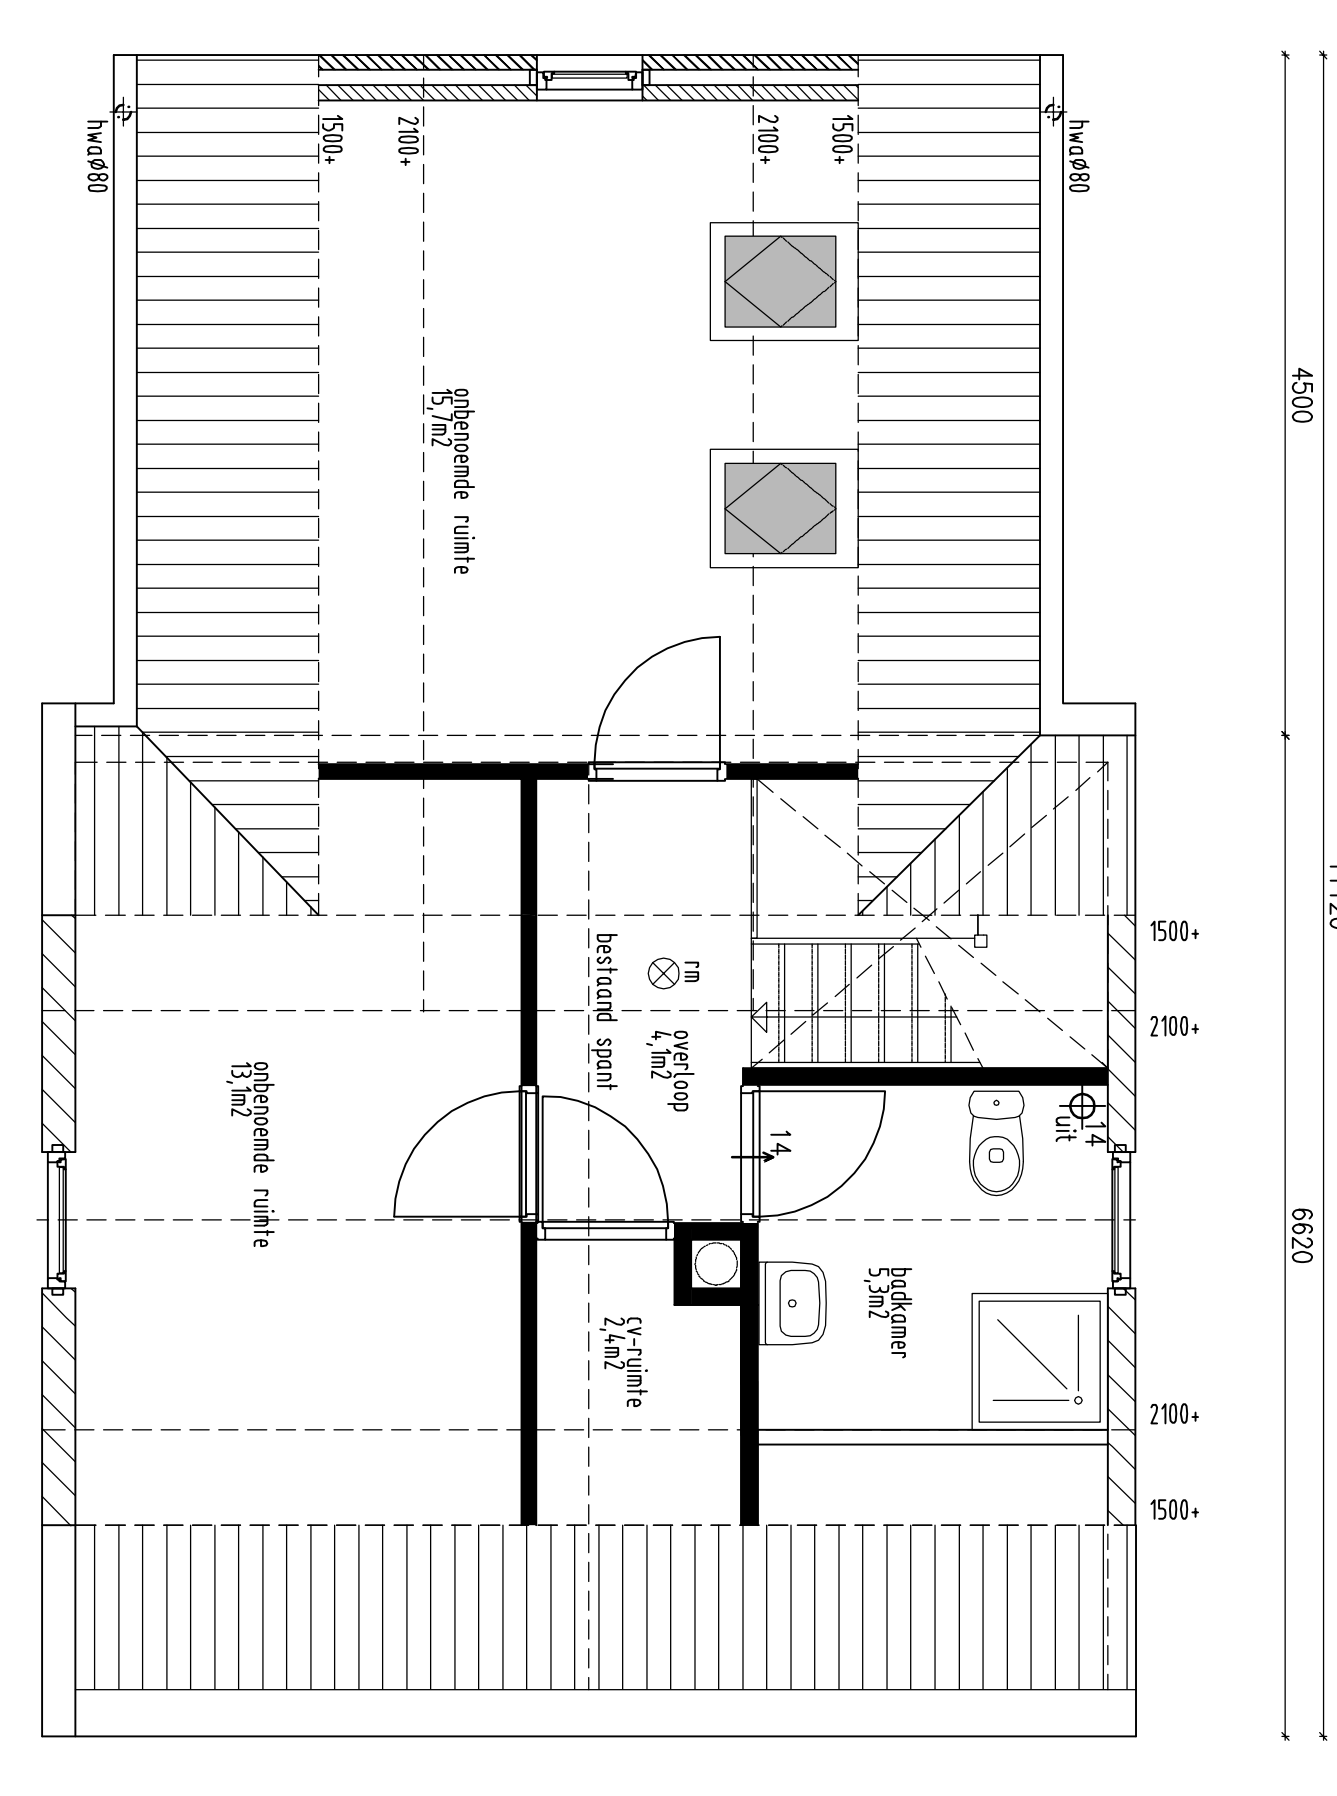 hwaø80
1500+
2100+
2100+
1500+
hwaø80
4500
onbenoemde ruimte
15,7m2
1500+
2100+
rm
bestaand spant
overloop
4,1m2
onbenoemde ruimte
13,1m2
14
14
uit
6620
badkamer
5,3m2
cv-ruimte
2,4m2
2100+
1500+